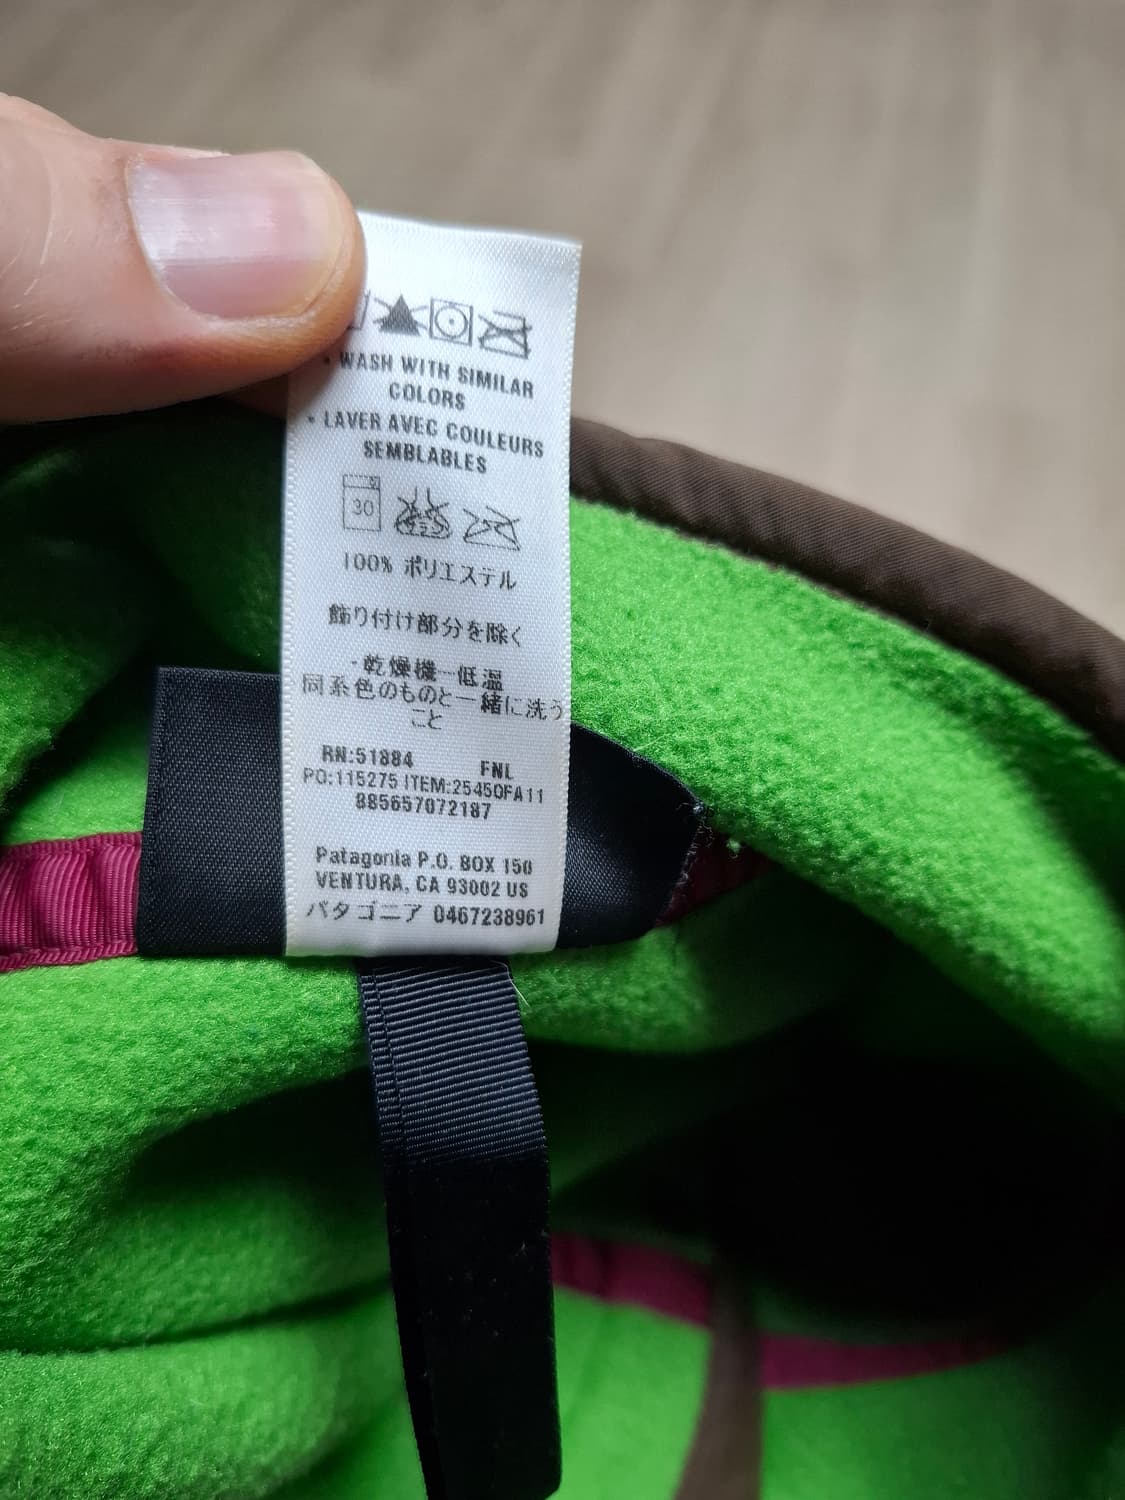 • WASH WITH SIMILAR
COLORS
• LAVER AVEC COULEURS
SEMBLABLES
30
100% ポリエステル
飾り付け部分を除く
・乾燥機一低温
同系色のものと一緒に洗う
こと
RN:51884 FNL
PO:115275 ITEM:25450FA11
885657072187
Patagonia P.O. BOX 150
VENTURA, CA 93002 US
パタゴニア 0467238961